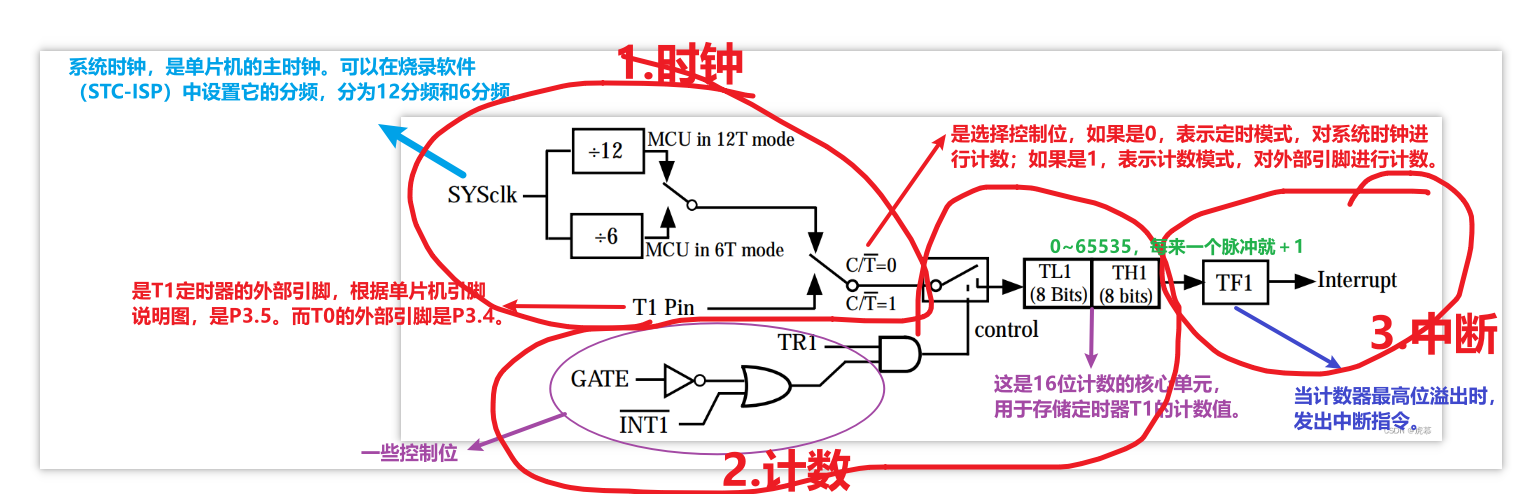 1.时钟
系统时钟，是单片机的主时钟。可以在烧录软件
（STC-ISP）中设置它的分频，分为12分频和6分频
÷12
MCU in 12T mode
SYSclk
÷6
MCU in 6T mode
是选择控制位，如果是0，表示定时模式，对系统时钟进
行计数；如果是1，表示计数模式，对外部引脚进行计数。
C/T=0
C/T=1
0~65535，每来一个脉冲就＋1
TL1
(8 Bits)
TH1
(8 bits)
TF1
Interrupt
是T1定时器的外部引脚，根据单片机引脚
说明图，是P3.5。而T0的外部引脚是P3.4。
T1 Pin
control
TR1
GATE
INT1
3.中断
这是16位计数的核心单元，
用于存储定时器T1的计数值。
当计数器最高位溢出时，
发出中断指令。
一些控制位
2.计数